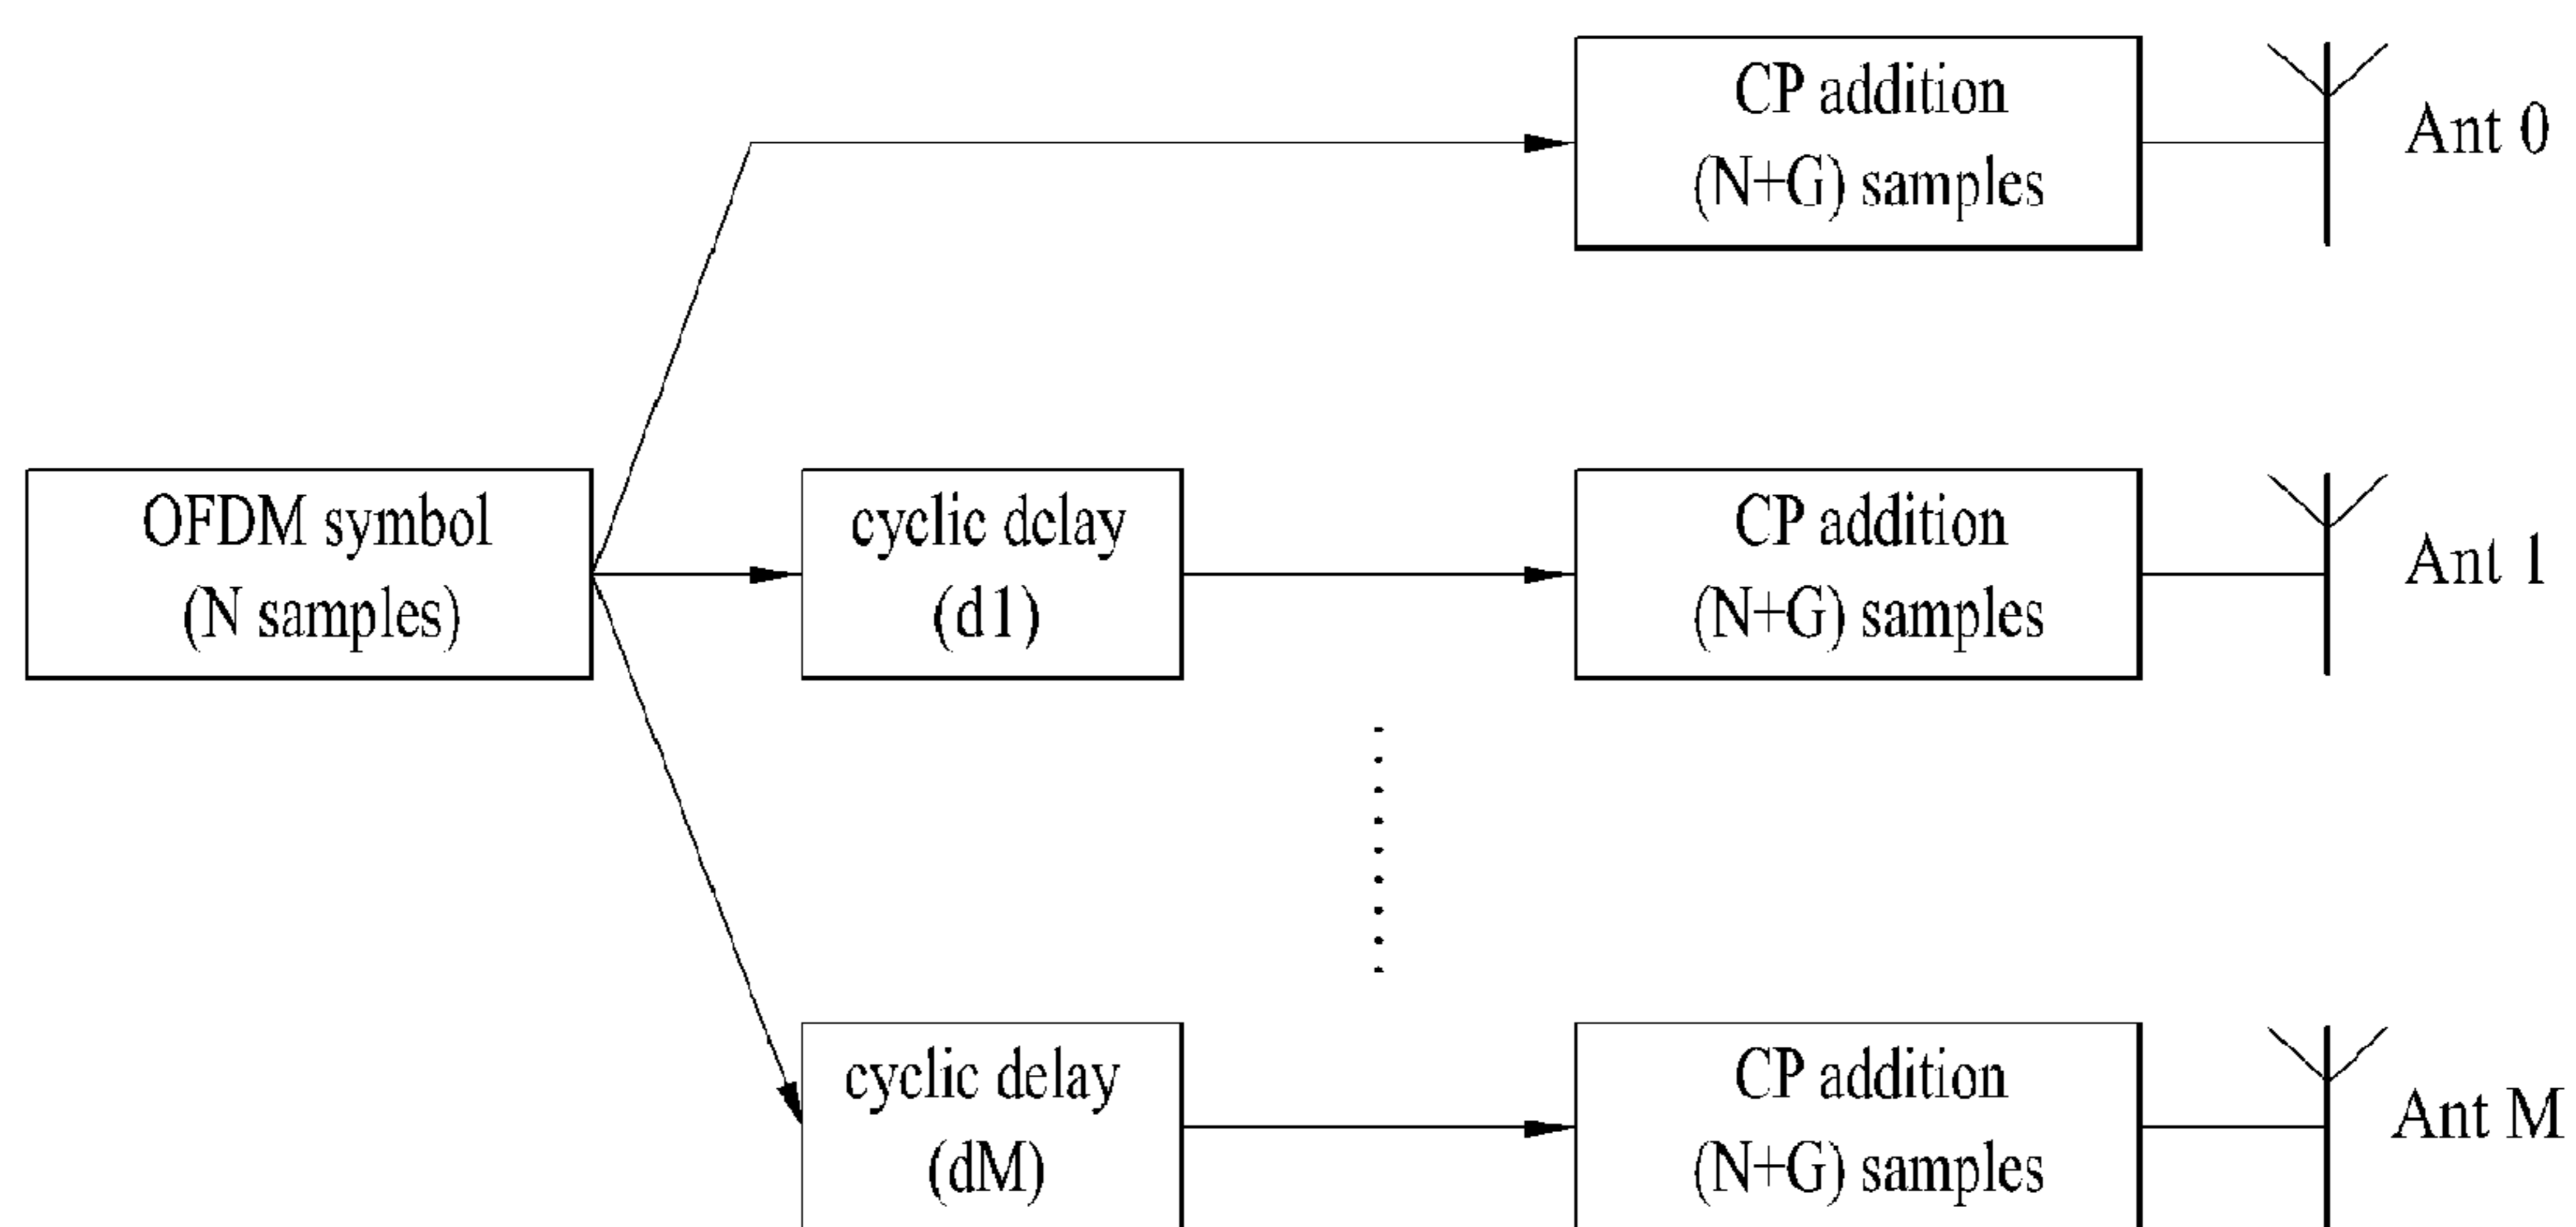 CP addition
(N+G) samples
Ant 0
OFDM symbol
(N samples)
cyclic dclay
(d1)
CP addition
(N+G) samples
Ant 1
cyclic delay
(dM)
CP addition
(N+G) samples
Ant M